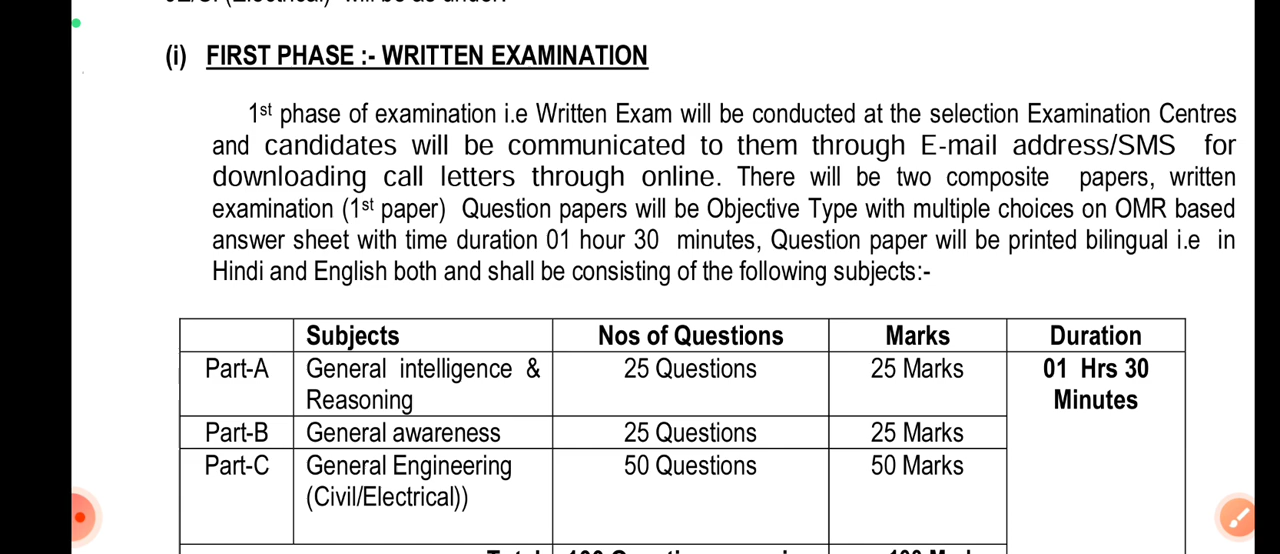 (i) FIRST PHASE :- WRITTEN EXAMINATION
1st phase of examination i.e Written Exam will be conducted at the selection Examination Centres
and candidates will be communicated to them through E-mail address/SMS for
downloading call letters through online. There will be two composite papers, written
examination (1st paper) Question papers will be Objective Type with multiple choices on OMR based
answer sheet with time duration 01 hour 30 minutes, Question paper will be printed bilingual i.e in
Hindi and English both and shall be consisting of the following subjects:-
Subjects Nos of Questions Marks Duration
Part-A General intelligence & 25 Questions 25 Marks 01 Hrs 30
Reasoning Minutes
Part-B General awareness 25 Questions 25 Marks
Part-C General Engineering 50 Questions 50 Marks
(Civil/Electrical))